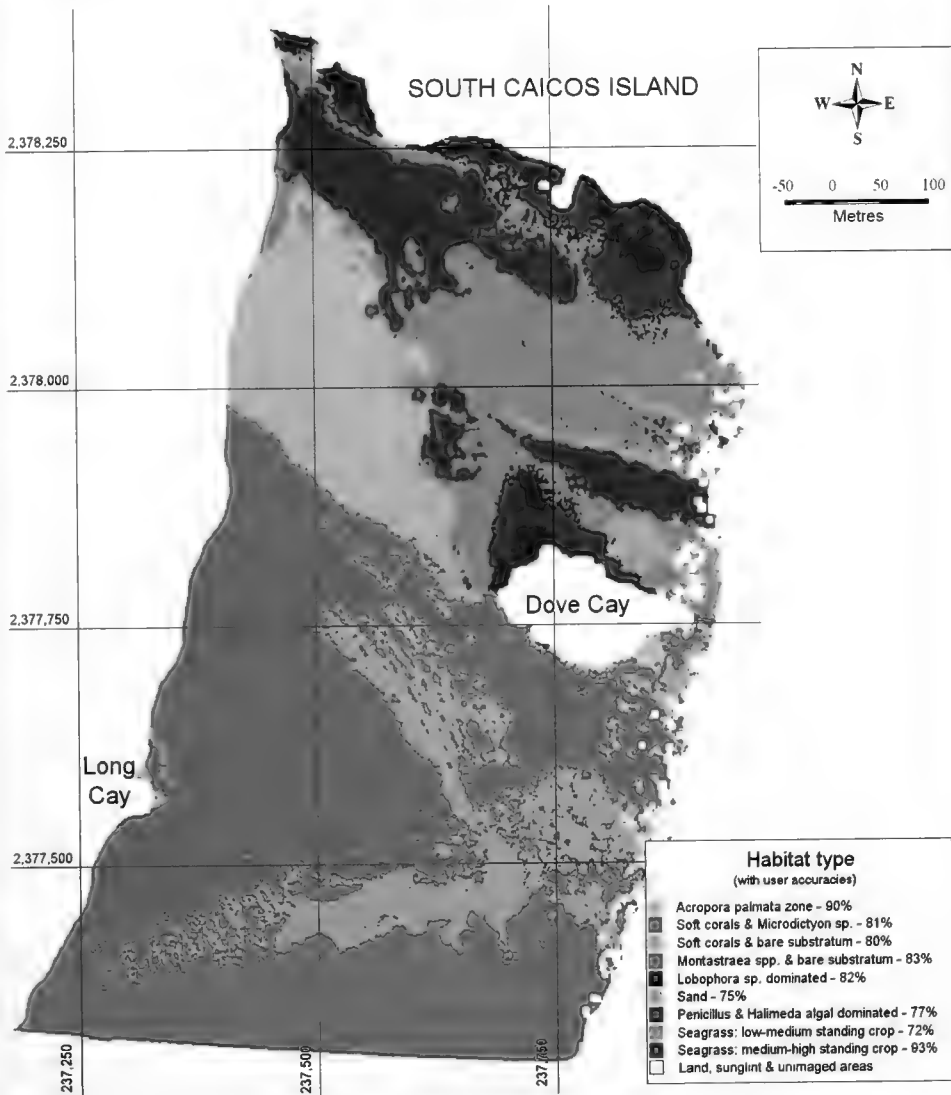 SOUTH CAICOS ISLAND
N
W E
S
-50 0 50 100
Metres
2,378,250
2,378,000
2,377,750
2,377,500
Dove Cay
Long
Cay
237,250
237,500
237,750
Habitat type
(with user accuracies)
Acropora palmata zone - 90%
Soft corals & Microdictyon sp. - 81%
Soft corals & bare substratum - 80%
Montastraea spp. & bare substratum - 83%
Lobophora sp. dominated - 82%
Sand - 75%
Penicillus & Halimeda algal dominated - 77%
Seagrass: low-medium standing crop - 72%
Seagrass: medium-high standing crop - 93%
Land, sunglint & unimaged areas